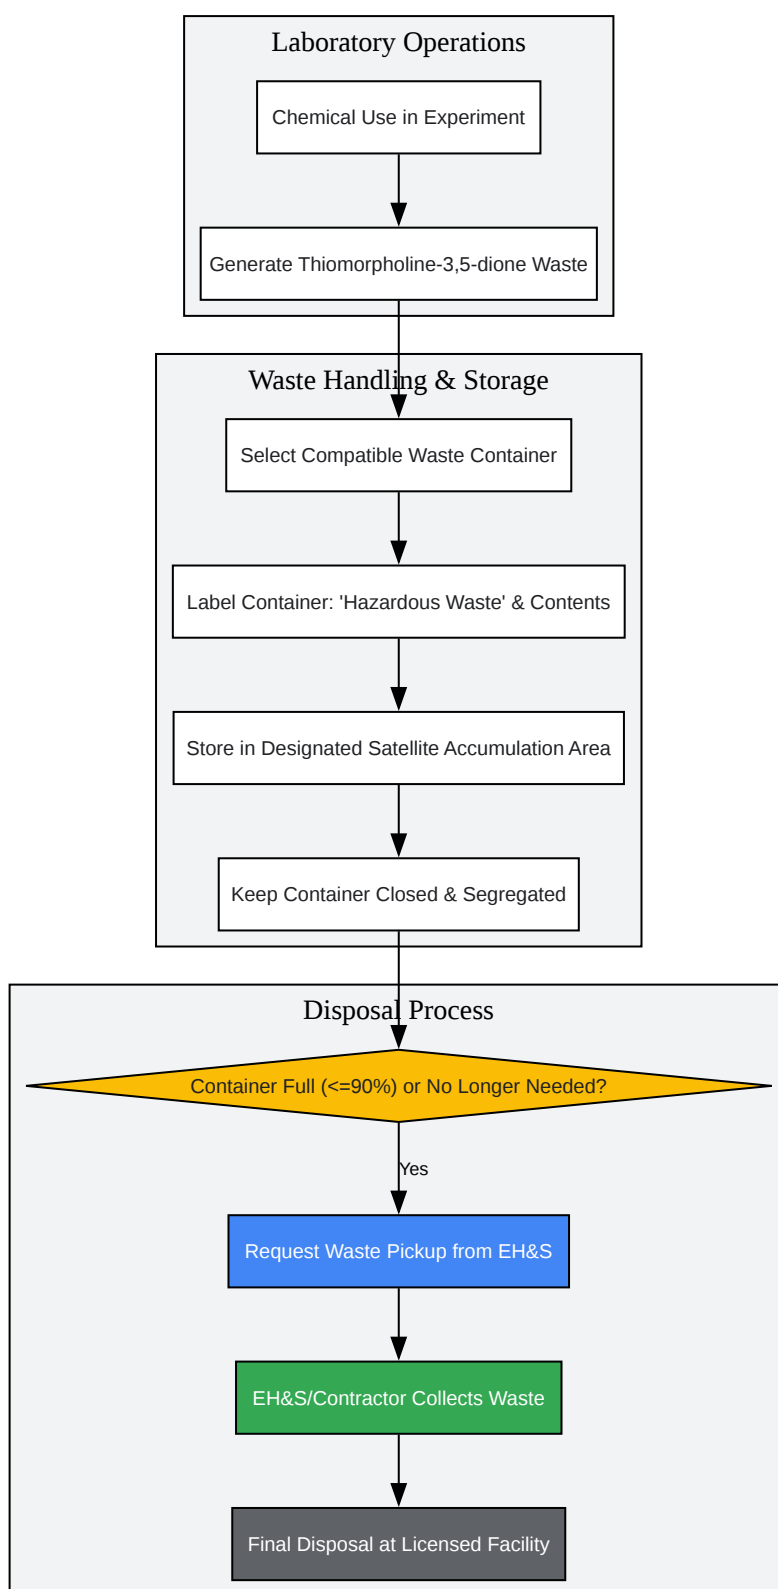 Laboratory Operations
Chemical Use in Experiment
Generate Thiomorpholine-3,5-dione Waste
Waste Handling & Storage
Select Compatible Waste Container
Label Container: 'Hazardous Waste' & Contents
Store in Designated Satellite Accumulation Area
Keep Container Closed & Segregated
Disposal Process
Container Full (<=90%) or No Longer Needed?
Yes
Request Waste Pickup from EH&S
EH&S/Contractor Collects Waste
Final Disposal at Licensed Facility